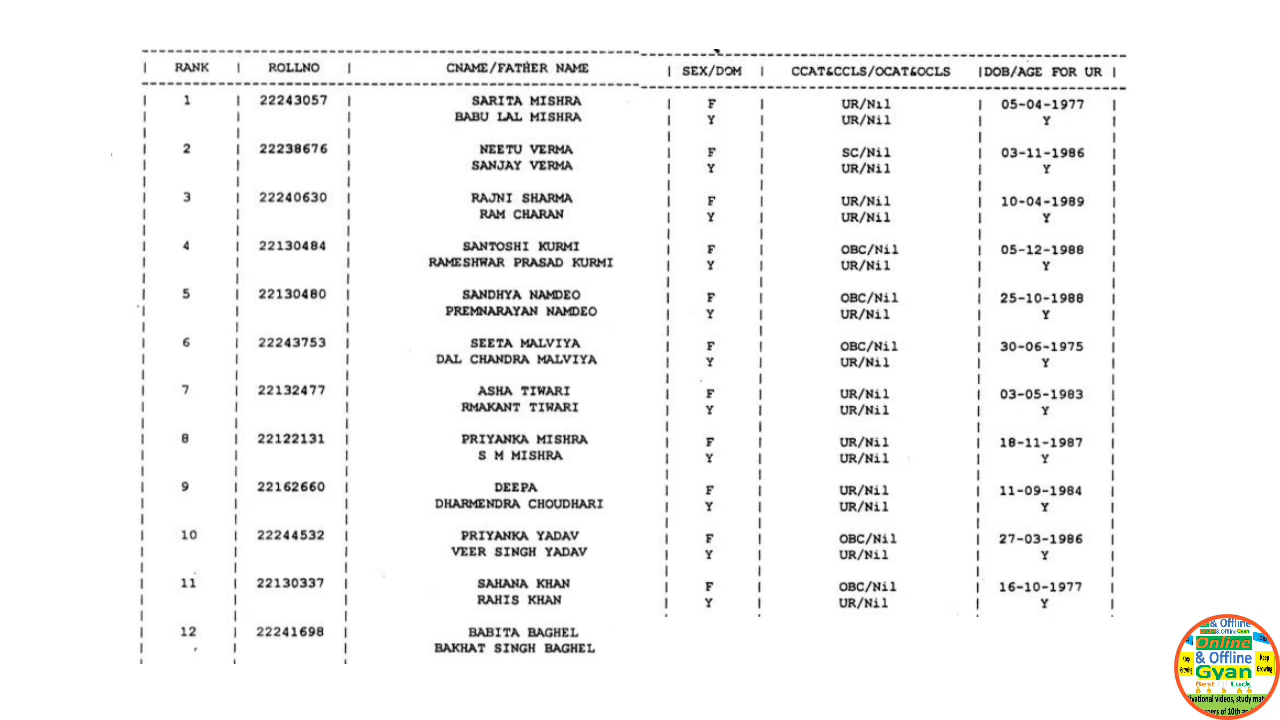 RANK | ROLLNO | CNAME/FATHER NAME | SEX/DOM | CCAT&CCLS/OCAT&OCLS |DOB/AGE FOR UR |
1 | 22243057 | SARITA MISHRA | F | UR/Nil | 05-04-1977 |
BABU LAL MISHRA | Y | UR/Nil | Y |
2 | 22238676 | NEETU VERMA | F | SC/Nil | 03-11-1986 |
SANJAY VERMA | Y | UR/Nil | Y |
3 | 22240630 | RAJNI SHARMA | F | UR/Nil | 10-04-1989 |
RAM CHARAN | Y | UR/Nil | Y |
4 | 22130484 | SANTOSHI KURMI | F | OBC/Nil | 05-12-1988 |
RAMESHWAR PRASAD KURMI | Y | UR/Nil | Y |
5 | 22130480 | SANDHYA NAMDEO | F | OBC/Nil | 25-10-1988 |
PREMNARAYAN NAMDEO | Y | UR/Nil | Y |
6 | 22243753 | SEETA MALVIYA | F | OBC/Nil | 30-06-1975 |
DAL CHANDRA MALVIYA | Y | UR/Nil | Y |
7 | 22132477 | ASHA TIWARI | F | UR/Nil | 03-05-1983 |
RMAKANT TIWARI | Y | UR/Nil | Y |
8 | 22122131 | PRIYANKA MISHRA | F | UR/Nil | 18-11-1987 |
S M MISHRA | Y | UR/Nil | Y |
9 | 22162660 | DEEPA | F | UR/Nil | 11-09-1984 |
DHARMENDRA CHOUDHARI | Y | UR/Nil | Y |
10 | 22244532 | PRIYANKA YADAV | F | OBC/Nil | 27-03-1986 |
VEER SINGH YADAV | Y | UR/Nil | Y |
11 | 22130337 | SAHANA KHAN | F | OBC/Nil | 16-10-1977 |
RAHIS KHAN | Y | UR/Nil | Y |
12 | 22241698 | BABITA BAGHEL
BAKHAT SINGH BAGHEL
& Offline
& Offline Gyan
Online
& Offline
Gyan
Keep Growing
Best Luck
study mat
of 10th